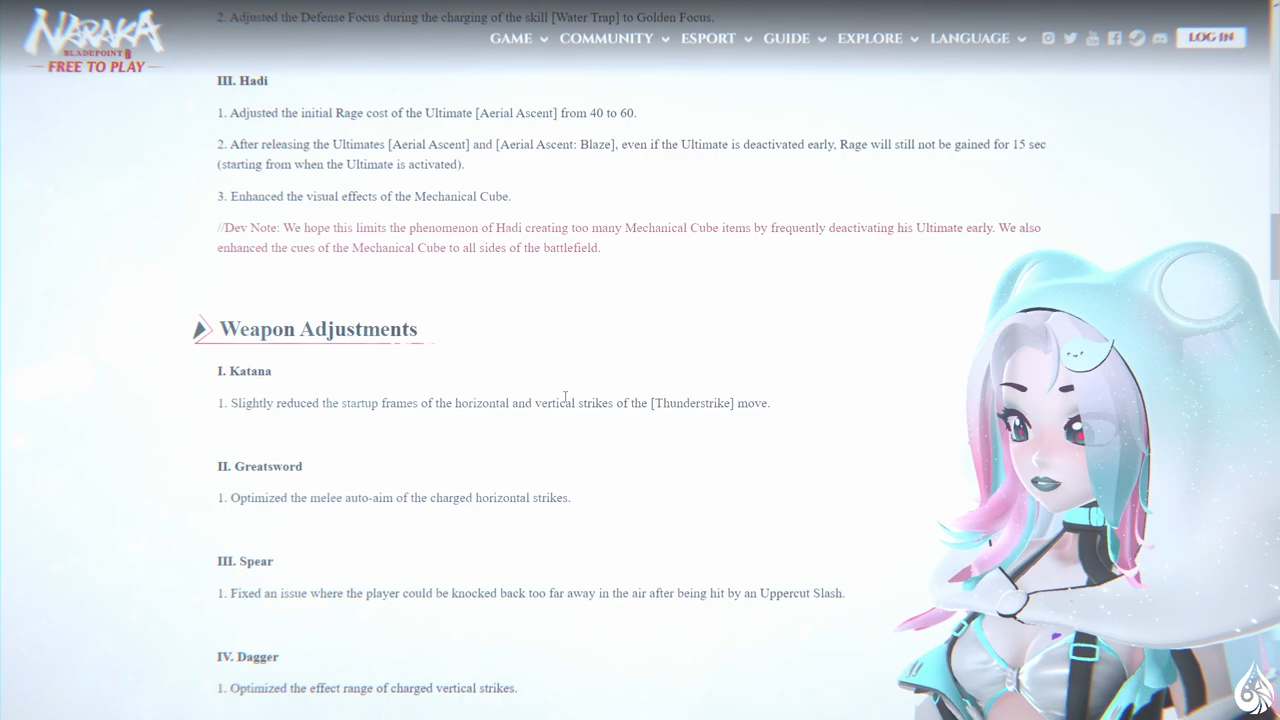 2. Adjusted the Defense Focus during the charging of the skill [Water Trap] to Golden Focus.
NARAKA
BLADEPOINT
FREE TO PLAY
GAME COMMUNITY ESPORT GUIDE EXPLORE LANGUAGE LOG IN
III. Hadi
1. Adjusted the initial Rage cost of the Ultimate [Aerial Ascent] from 40 to 60.
2. After releasing the Ultimates [Aerial Ascent] and [Aerial Ascent: Blaze], even if the Ultimate is deactivated early, Rage will still not be gained for 15 sec
(starting from when the Ultimate is activated).
3. Enhanced the visual effects of the Mechanical Cube.
//Dev Note: We hope this limits the phenomenon of Hadi creating too many Mechanical Cube items by frequently deactivating his Ultimate early. We also
enhanced the cues of the Mechanical Cube to all sides of the battlefield.
Weapon Adjustments
I. Katana
1. Slightly reduced the startup frames of the horizontal and vertical strikes of the [Thunderstrike] move.
II. Greatsword
1. Optimized the melee auto-aim of the charged horizontal strikes.
III. Spear
1. Fixed an issue where the player could be knocked back too far away in the air after being hit by an Uppercut Slash.
IV. Dagger
1. Optimized the effect range of charged vertical strikes.